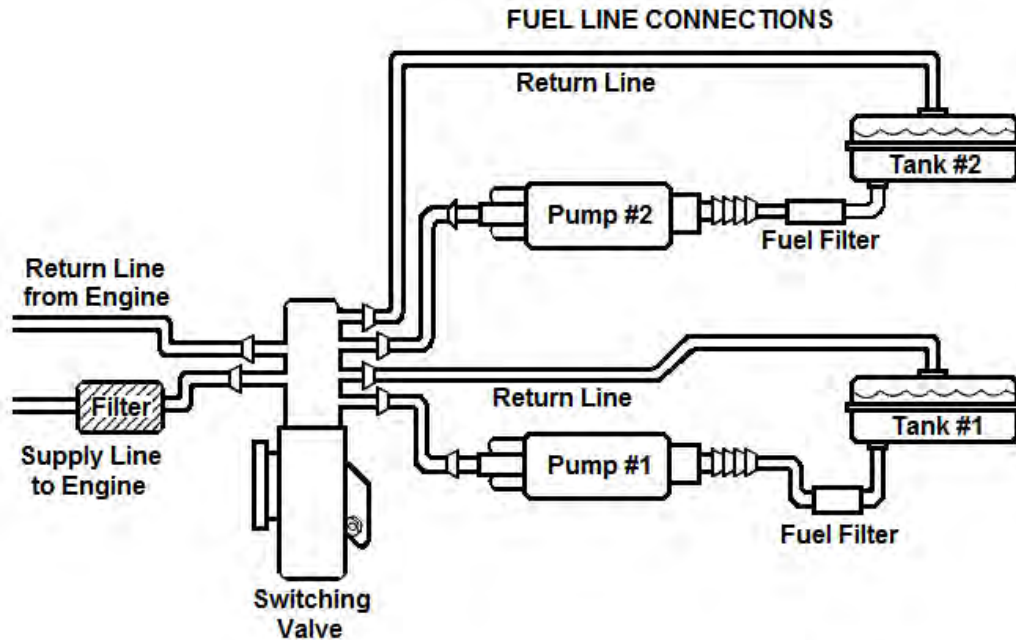 FUEL LINE CONNECTIONS
Return Line
Tank #2
Pump #2
Fuel Filter
Return Line
from Engine
Filter
Supply Line
to Engine
Return Line
Tank #1
Pump #1
Fuel Filter
Switching
Valve